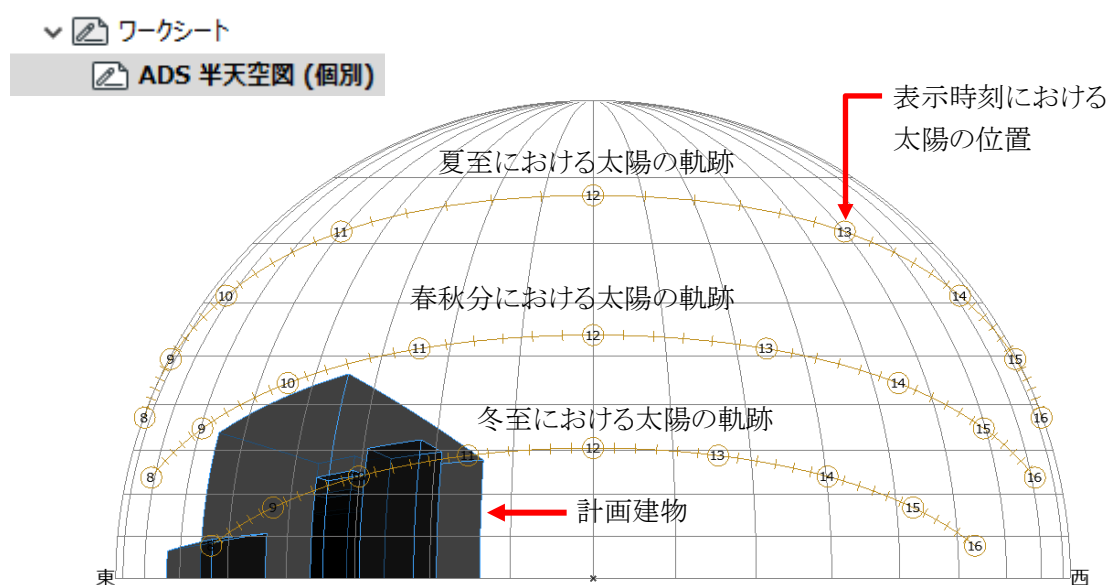 ワークシート
ADS 半天空図 (個別)
表示時刻における
太陽の位置
夏至における太陽の軌跡
12
11
13
10
14
春秋分における太陽の軌跡
12
11
13
9
15
10
14
8
16
冬至における太陽の軌跡
9
15
12
11
13
8
10
14
16
9
15
計画建物
16
東
西